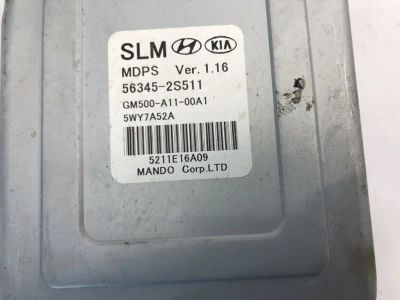 SLM KIA
MDPS Ver. 1.16
56345-2S511
GM500-A11-00A1
5WY7A52A
5211E16A09
MANDO Corp.LTD